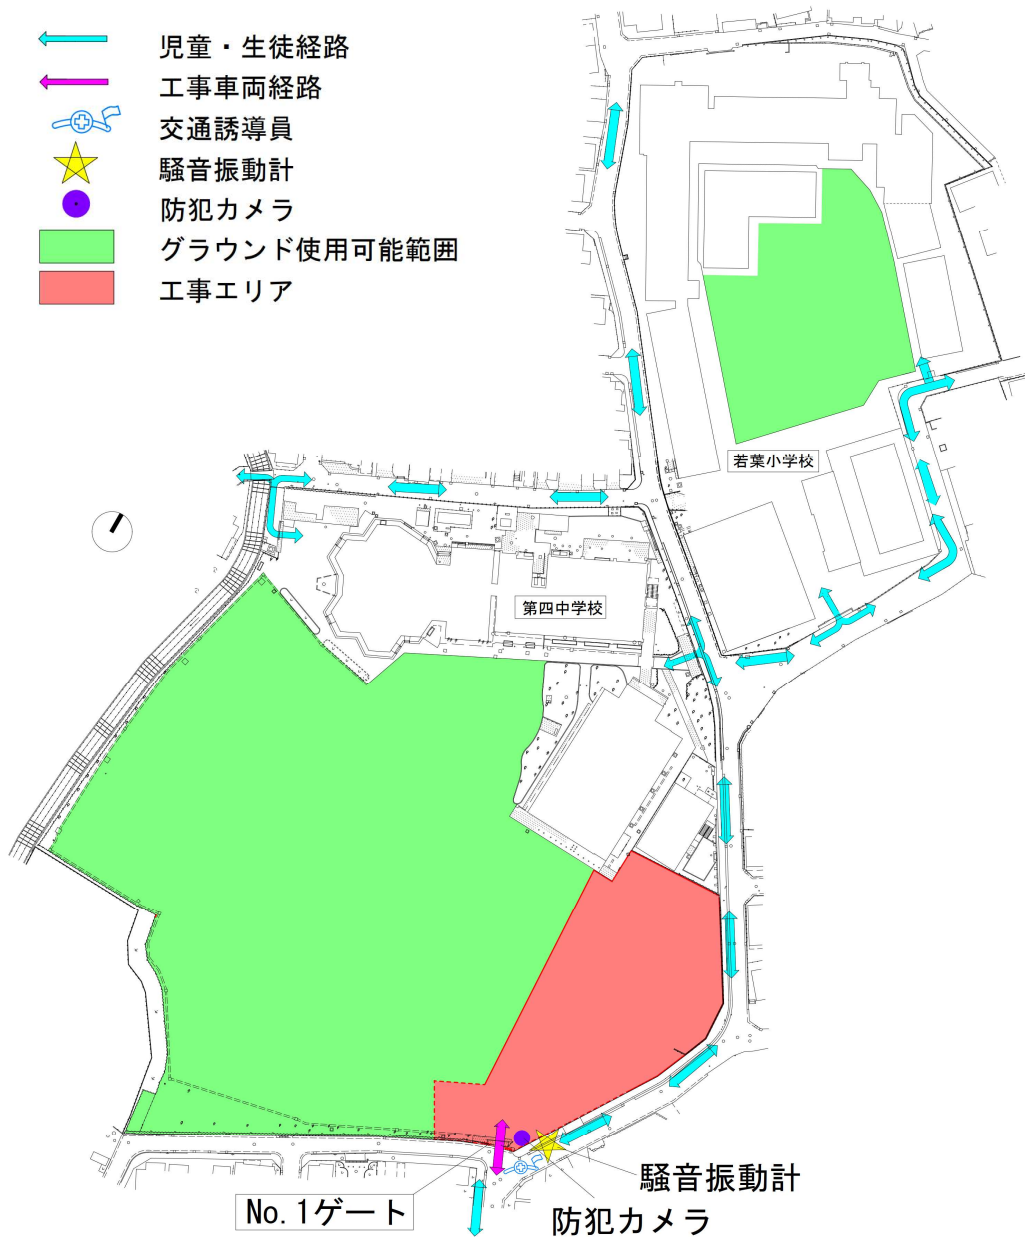 児童・生徒経路
工事車両経路
交通誘導員
騒音振動計
防犯カメラ
グラウンド使用可能範囲
工事エリア
若葉小学校
第四中学校
騒音振動計
No.1ゲート
防犯カメラ